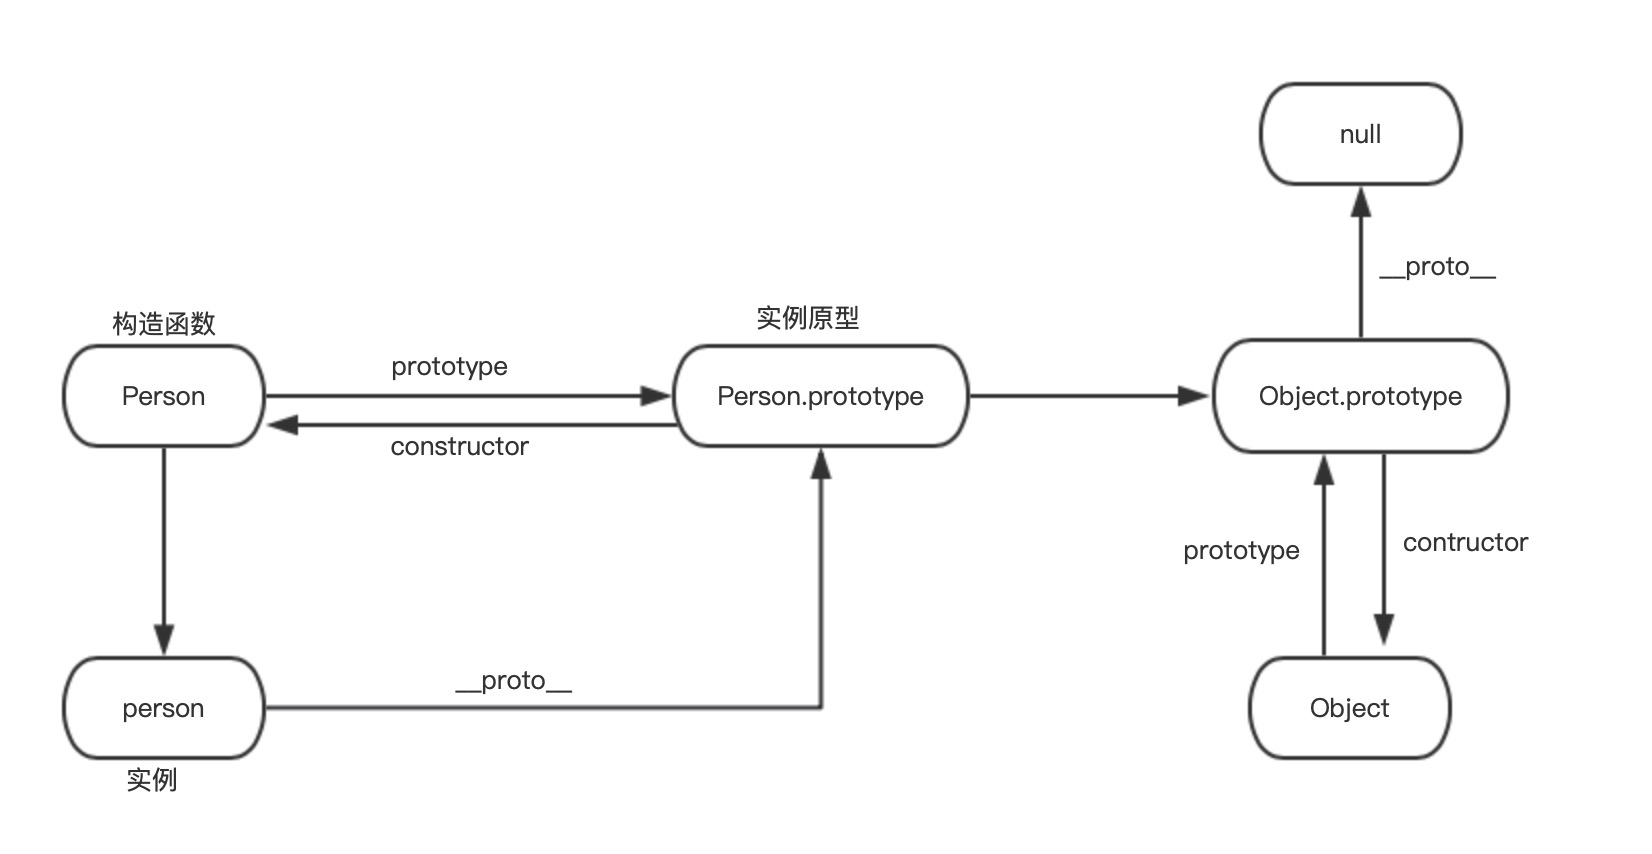 null
__proto__
构造函数
实例原型
Person
prototype
Person.prototype
Object.prototype
constructor
prototype
contructor
person
__proto__
Object
实例